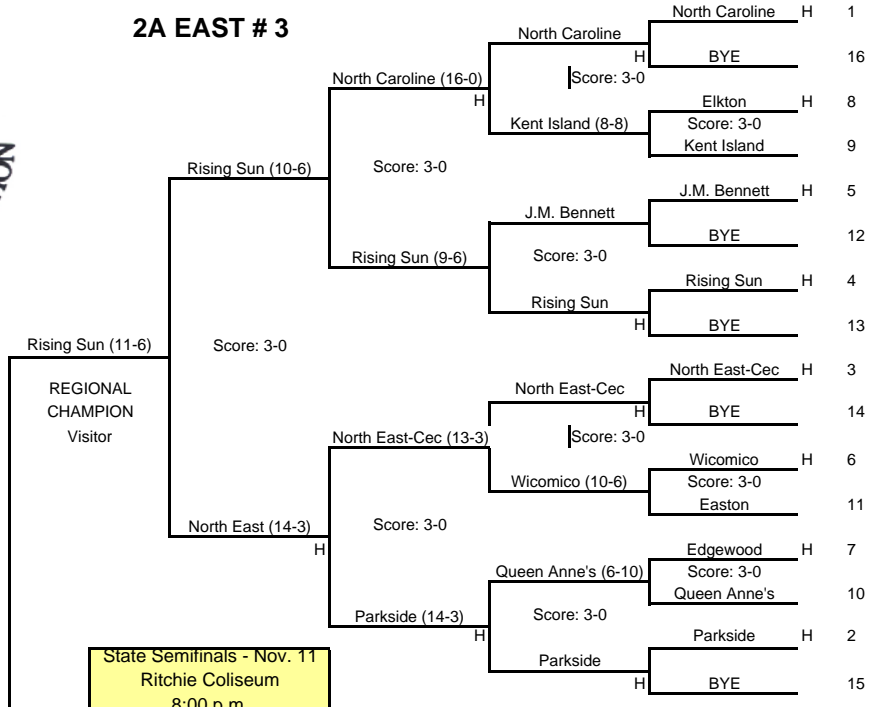 2A EAST # 3
North Caroline H 1
North Caroline
H BYE 16
Score: 3-0
North Caroline (16-0)
H
Elkton H 8
Kent Island (8-8) Score: 3-0
Kent Island 9
Rising Sun (10-6) Score: 3-0
J.M. Bennett H 5
J.M. Bennett
BYE 12
Rising Sun (9-6) Score: 3-0
Rising Sun H 4
Rising Sun
H BYE 13
Rising Sun (11-6) Score: 3-0
REGIONAL
CHAMPION
Visitor
North East-Cec H 3
North East-Cec
H BYE 14
North East-Cec (13-3) Score: 3-0
Wicomico H 6
Wicomico (10-6) Score: 3-0
Easton 11
North East (14-3) Score: 3-0
H
Edgewood H 7
Queen Anne's (6-10) Score: 3-0
Queen Anne's 10
Parkside (14-3) Score: 3-0
H
Parkside H 2
Parkside
H BYE 15
State Semifinals - Nov. 11
Ritchie Coliseum
8:00 p.m.